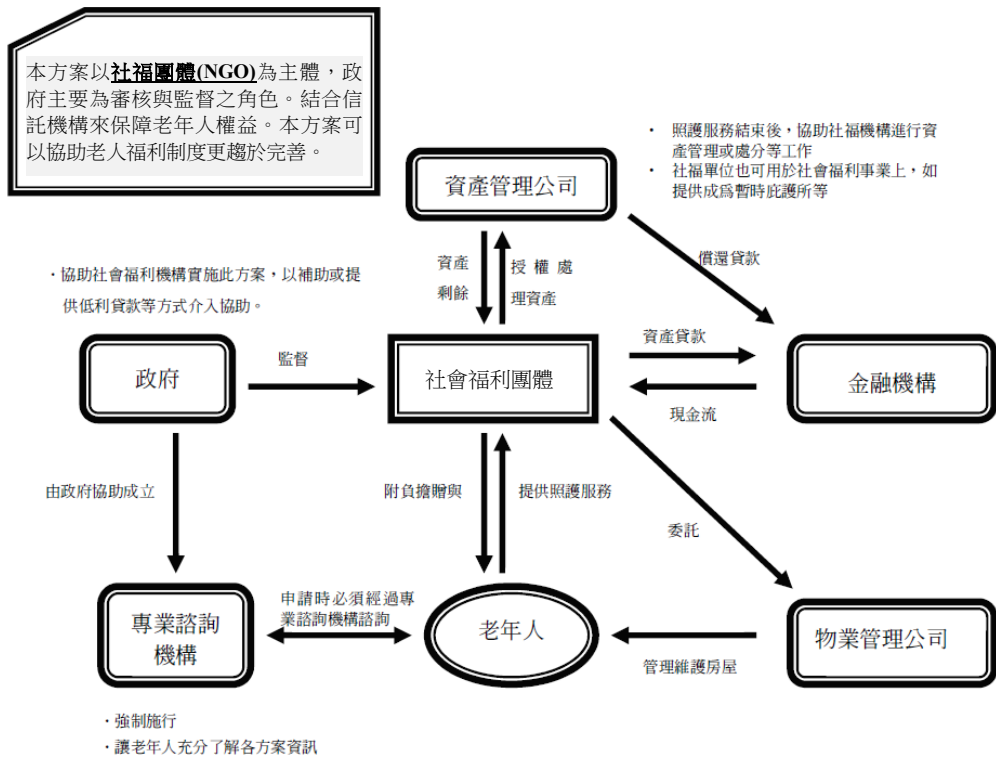 本方案以社福團體(NGO)為主體，政
府主要為審核與監督之角色。結合信
託機構來保障老年人權益。本方案可
以協助老人福利制度更趨於完善。
• 照護服務結束後，協助社福機構進行資
產管理或處分等工作
• 社福單位也可用於社會福利事業上，如
提供成為暫時庇護所等
資產管理公司
‧協助社會福利機構實施此方案，以補助或提
供低利貸款等方式介入協助。
資產
剩餘
授權處
理資產
償還貸款
政府
監督
社會福利團體
資產貸款
現金流
金融機構
由政府協助成立
附負擔贈與
提供照護服務
委託
專業諮詢
機構
申請時必須經過專
業諮詢機構諮詢
老年人
管理維護房屋
物業管理公司
‧強制施行
‧讓老年人充分了解各方案資訊